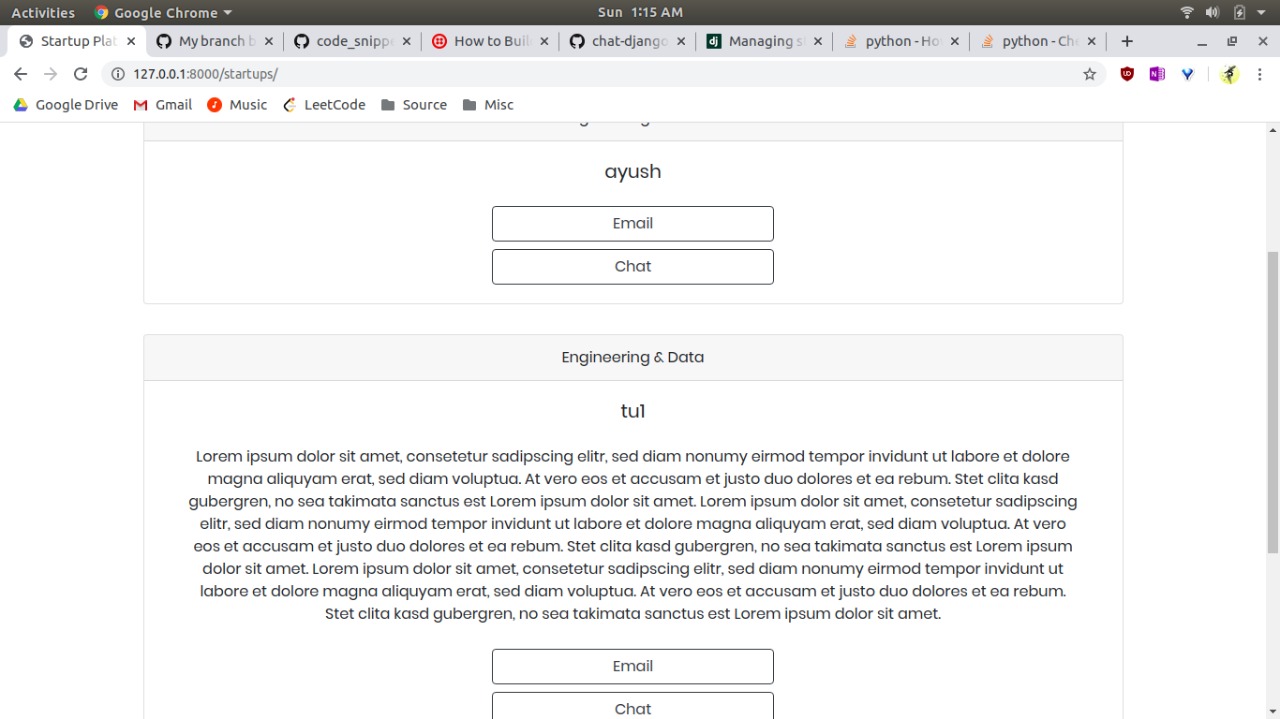 Activities Google Chrome Sun 1:15 AM
Startup Plat My branch b code_snippe How to Buil chat-django Managing s python - Ho python - Che
127.0.0.1:8000/startups/
Google Drive Gmail Music LeetCode Source Misc
ayush
Email
Chat
Engineering & Data
tu1
Lorem ipsum dolor sit amet, consetetur sadipscing elitr, sed diam nonumy eirmod tempor invidunt ut labore et dolore
magna aliquyam erat, sed diam voluptua. At vero eos et accusam et justo duo dolores et ea rebum. Stet clita kasd
gubergren, no sea takimata sanctus est Lorem ipsum dolor sit amet. Lorem ipsum dolor sit amet, consetetur sadipscing
elitr, sed diam nonumy eirmod tempor invidunt ut labore et dolore magna aliquyam erat, sed diam voluptua. At vero
eos et accusam et justo duo dolores et ea rebum. Stet clita kasd gubergren, no sea takimata sanctus est Lorem ipsum
dolor sit amet. Lorem ipsum dolor sit amet, consetetur sadipscing elitr, sed diam nonumy eirmod tempor invidunt ut
labore et dolore magna aliquyam erat, sed diam voluptua. At vero eos et accusam et justo duo dolores et ea rebum.
Stet clita kasd gubergren, no sea takimata sanctus est Lorem ipsum dolor sit amet.
Email
Chat